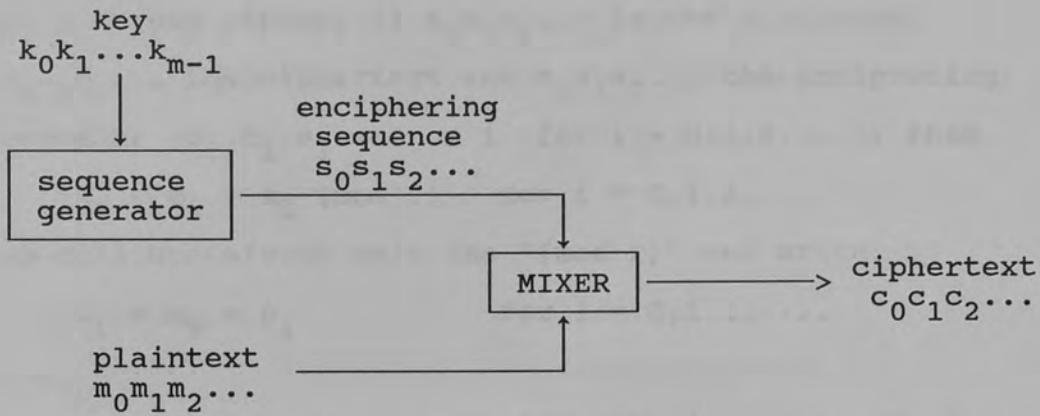 key
k₀k₁...kₘ₋₁
enciphering
sequence
s₀s₁s₂...
sequence
generator
MIXER
ciphertext
c₀c₁c₂...
plaintext
m₀m₁m₂...